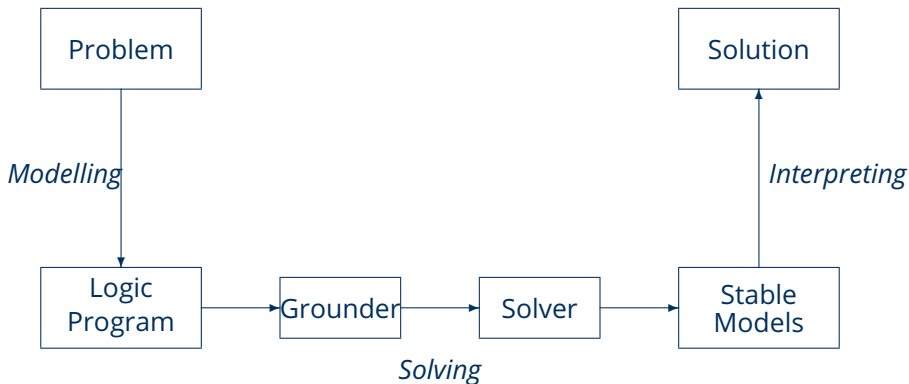 Problem
Solution
Modelling
Interpreting
Logic
Program
Grounder
Solver
Stable
Models
Solving